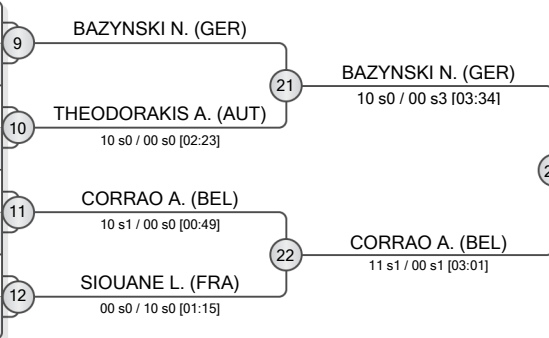 9
BAZYNSKI N. (GER)
21
BAZYNSKI N. (GER)
10 s0 / 00 s3 [03:34]
10
THEODORAKIS A. (AUT)
10 s0 / 00 s0 [02:23]
11
CORRAO A. (BEL)
10 s1 / 00 s0 [00:49]
22
CORRAO A. (BEL)
11 s1 / 00 s1 [03:01]
12
SIOUANE L. (FRA)
00 s0 / 10 s0 [01:15]